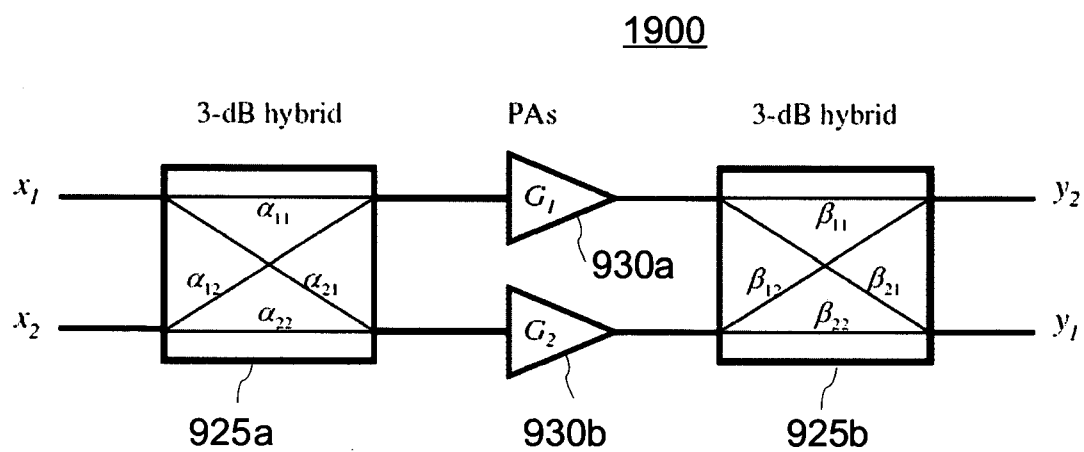 1900
3-dB hybrid PAs 3-dB hybrid
x₁ α₁₁ G₁ β₁₁ y₂
930a
α₁₂ α₂₁ β₁₂ β₂₁
x₂ α₂₂ G₂ β₂₂ y₁
925a 930b 925b